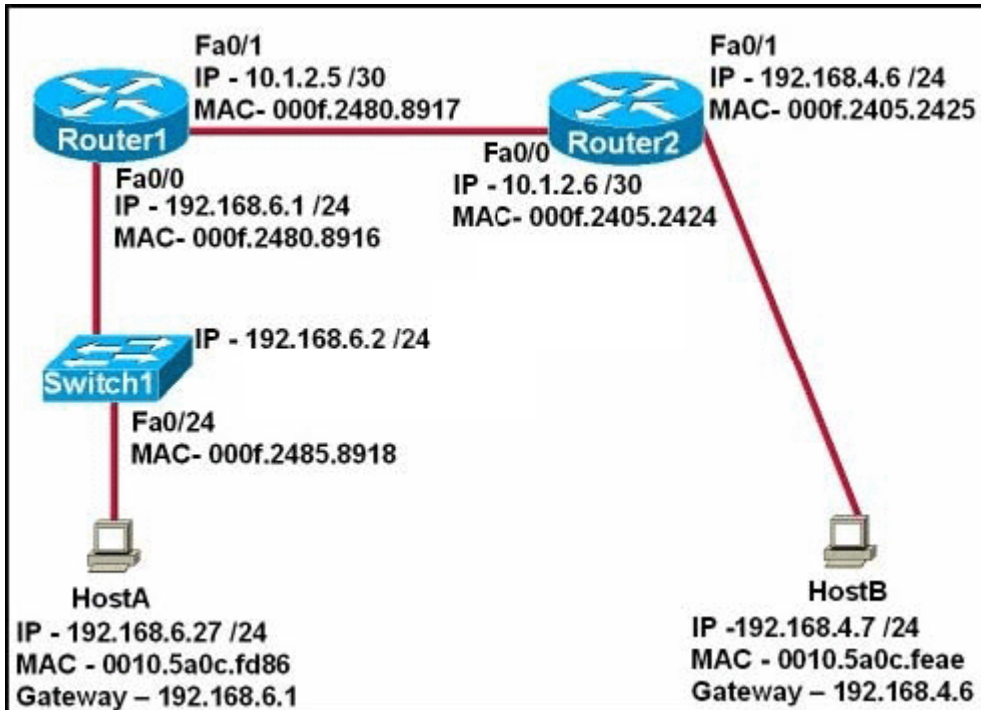 Fa0/1
IP - 10.1.2.5 /30
MAC- 000f.2480.8917
Router1
Fa0/1
IP - 192.168.4.6 /24
MAC- 000f.2405.2425
Router2
Fa0/0
IP - 10.1.2.6 /30
MAC- 000f.2405.2424
Fa0/0
IP - 192.168.6.1 /24
MAC- 000f.2480.8916
IP - 192.168.6.2 /24
Switch1
Fa0/24
MAC- 000f.2485.8918
HostA
IP - 192.168.6.27 /24
MAC - 0010.5a0c.fd86
Gateway – 192.168.6.1
HostB
IP -192.168.4.7 /24
MAC - 0010.5a0c.feae
Gateway – 192.168.4.6